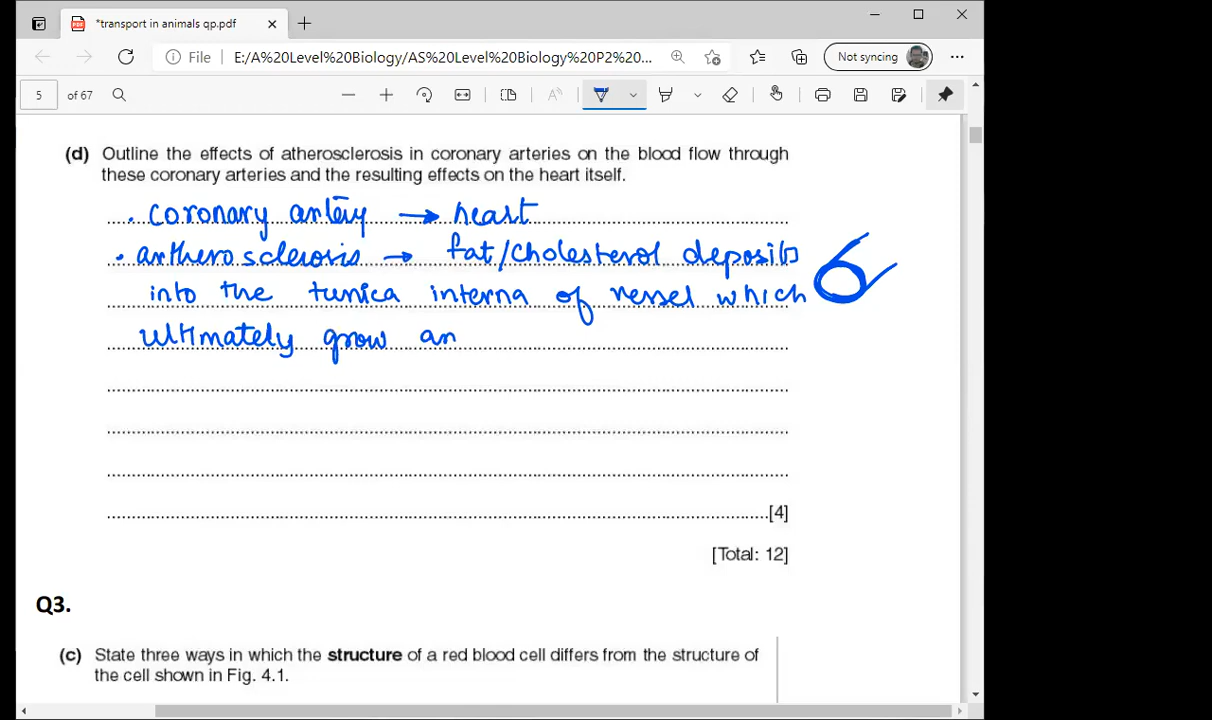 *transport in animals qp.pdf
File E:/A%20Level%20Biology/AS%20Level%20Biology%20P2%20... Not syncing
5 of 67
(d) Outline the effects of atherosclerosis in coronary arteries on the blood flow through
these coronary arteries and the resulting effects on the heart itself.
. coronary artery → heart
. antherosclerosis → fat/cholesterol deposits
into the tunica interna of vessel which
ultimately grow an
[4]
[Total: 12]
Q3.
(c) State three ways in which the structure of a red blood cell differs from the structure of
the cell shown in Fig. 4.1.